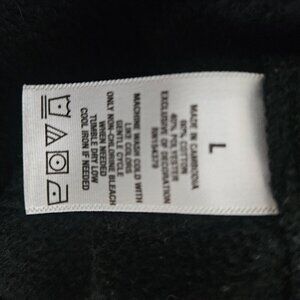 L
MADE IN CAMBODIA
60% COTTON
40% POLYESTER
EXCLUSIVE OF DECORATION
RN154379
MACHINE WASH COLD WITH
LIKE COLORS
GENTLE CYCLE
ONLY NON-CHLORINE BLEACH
WHEN NEEDED
TUMBLE DRY LOW
COOL IRON IF NEEDED